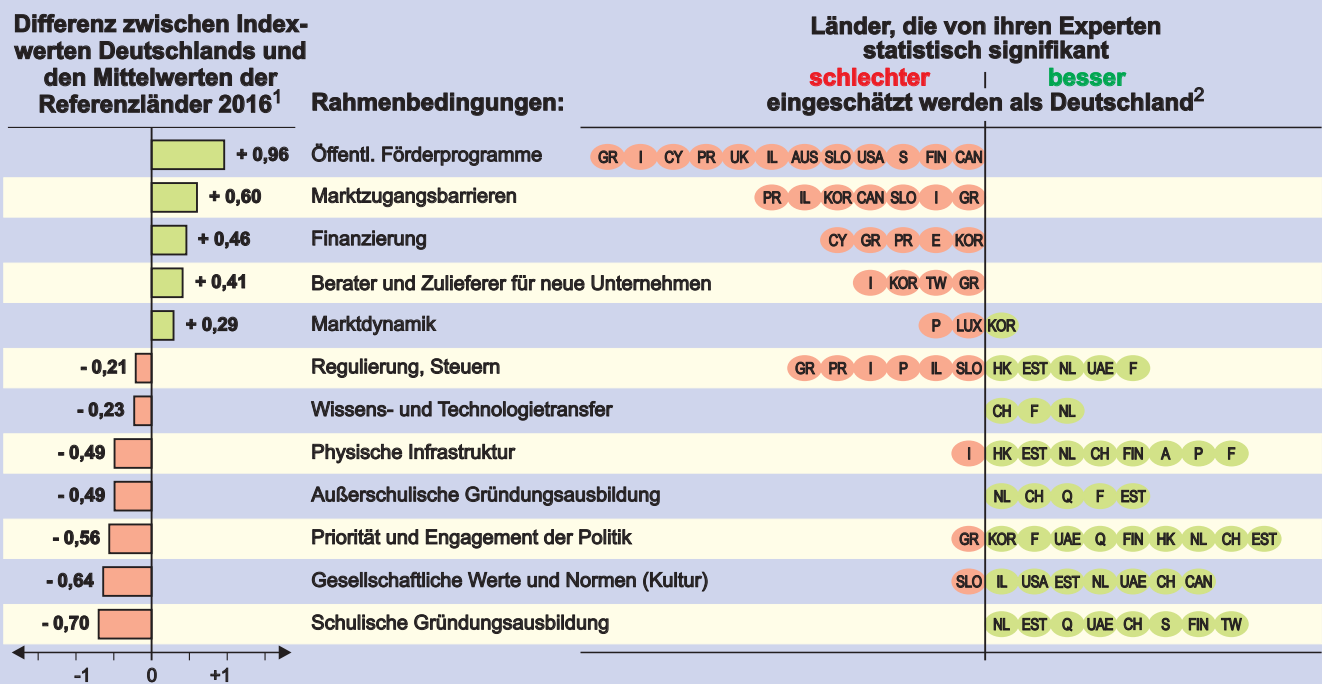 Differenz zwischen Index-
werten Deutschlands und
den Mittelwerten der
Referenzländer 2016¹
Rahmenbedingungen:
Länder, die von ihren Experten
statistisch signifikant
schlechter | besser
eingeschätzt werden als Deutschland²
+ 0,96 Öffentl. Förderprogramme GR I CY PR UK IL AUS SLO USA S FIN CAN
+ 0,60 Marktzugangsbarrieren PR IL KOR CAN SLO I GR
+ 0,46 Finanzierung CY GR PR E KOR
+ 0,41 Berater und Zulieferer für neue Unternehmen I KOR TW GR
+ 0,29 Marktdynamik P LUX KOR
- 0,21 Regulierung, Steuern GR PR I P IL SLO HK EST NL UAE F
- 0,23 Wissens- und Technologietransfer CH F NL
- 0,49 Physische Infrastruktur I HK EST NL CH FIN A P F
- 0,49 Außerschulische Gründungsausbildung NL CH Q F EST
- 0,56 Priorität und Engagement der Politik GR KOR F UAE Q FIN HK NL CH EST
- 0,64 Gesellschaftliche Werte und Normen (Kultur) SLO IL USA EST NL UAE CH CAN
- 0,70 Schulische Gründungsausbildung NL EST Q UAE CH S FIN TW
-1 0 +1